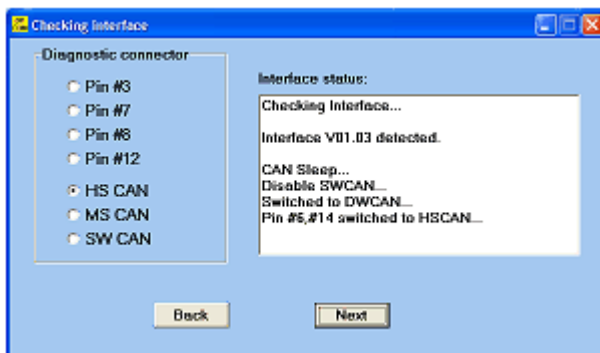 Checking interface
Diagnostic connector
Pin #3
Pin #7
Pin #8
Pin #12
HS CAN
MS CAN
SW CAN
Interface status:
Checking Interface...
Interface V01.03 detected.
CAN Sleep...
Disable SWCAN...
Switched to DWCAN...
Pin #6,#14 switched to HSCAN...
Back
Next